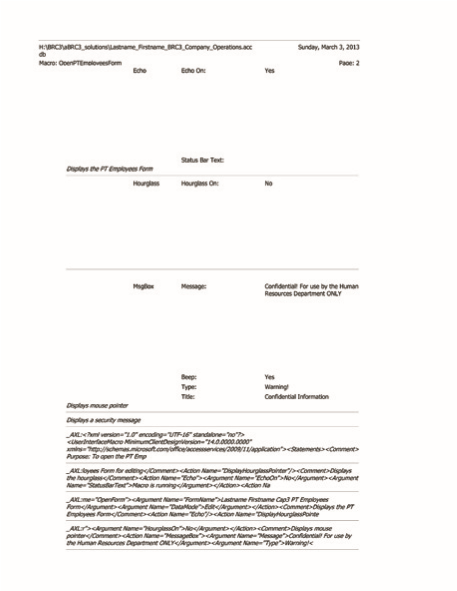 H:\BRC3\aBRC3_solutions\Lastname_Firstname_BRC3_Company_Operations.acc Sunday, March 3, 2013
db
Macro: OpenPTEmployeesForm Page: 2
Echo Echo On: Yes
Status Bar Text:
Displays the PT Employees Form
Hourglass Hourglass On: No
MsgBox Message: Confidential! For use by the Human
Resources Department ONLY
Beep: Yes
Type: Warning!
Title: Confidential Information
Displays mouse pointer
Displays a security message
_AXL:<?xml version="1.0" encoding="UTF-16" standalone="no"?>
<UserInterfaceMacro MinimumClientDesignVersion="14.0.0000.0000"
xmlns="http://schemas.microsoft.com/office/accessservices/2009/11/application"><Statements><Comment>
Purpose: To open the PT Emp
_AXL:loyees Form for editing</Comment><Action Name="DisplayHourglassPointer"/><Comment>Displays
the hourglass</Comment><Action Name="Echo"><Argument Name="EchoOn">No</Argument><Argument
Name="StatusBarText">Macro is running</Argument></Action><Action Na
_AXL:me="OpenForm"><Argument Name="FormName">Lastname Firstname Cap3 PT Employees
Form</Argument><Argument Name="DataMode">Edit</Argument></Action><Comment>Displays the PT
Employees Form</Comment><Action Name="Echo"/><Action Name="DisplayHourglassPointe
_AXL:r"><Argument Name="HourglassOn">No</Argument></Action><Comment>Displays mouse
pointer</Comment><Action Name="MessageBox"><Argument Name="Message">Confidential! For use by
the Human Resources Department ONLY</Argument><Argument Name="Type">Warning!<